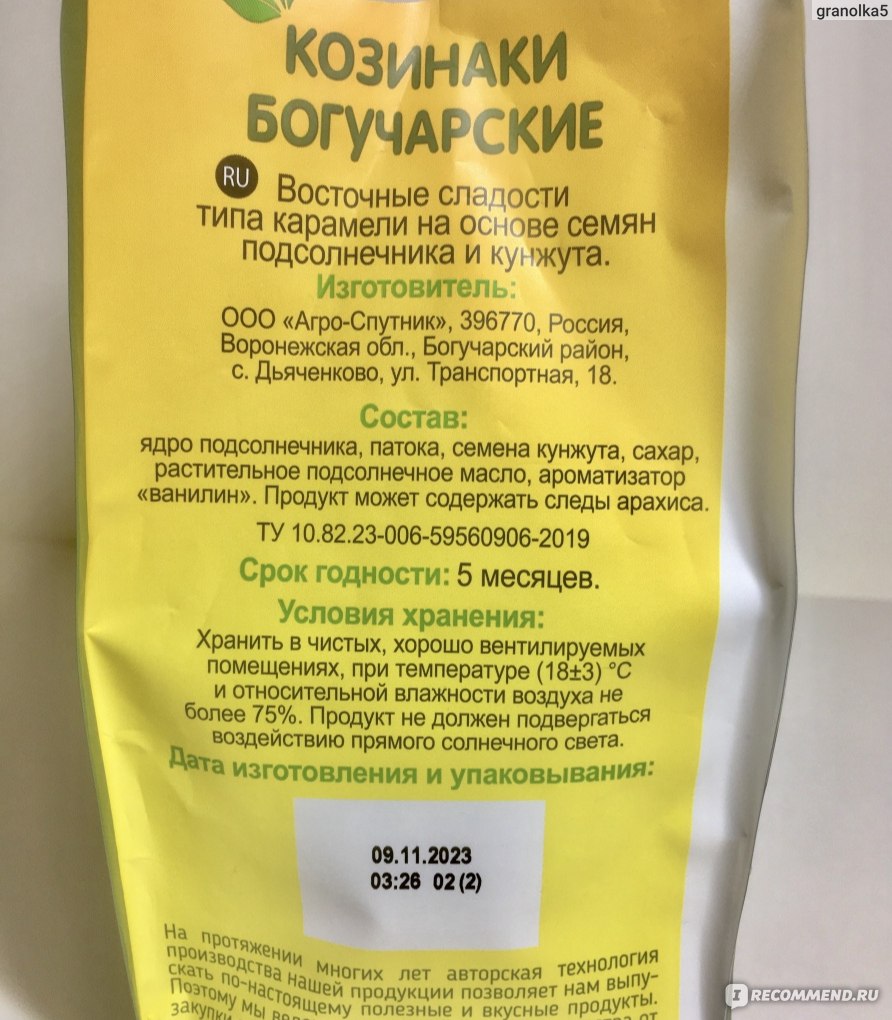 granolka5
КОЗИНАКИ
БОГУЧАРСКИЕ
RU Восточные сладости
типа карамели на основе семян
подсолнечника и кунжута.
Изготовитель:
ООО «Агро-Спутник», 396770, Россия,
Воронежская обл., Богучарский район,
с. Дьяченково, ул. Транспортная, 18.
Состав:
ядро подсолнечника, патока, семена кунжута, сахар,
растительное подсолнечное масло, ароматизатор
«ванилин». Продукт может содержать следы арахиса.
ТУ 10.82.23-006-59560906-2019
Срок годности: 5 месяцев.
Условия хранения:
Хранить в чистых, хорошо вентилируемых
помещениях, при температуре (18±3) °С
и относительной влажности воздуха не
более 75%. Продукт не должен подвергаться
воздействию прямого солнечного света.
Дата изготовления и упаковывания:
09.11.2023
03:26 02 (2)
На протяжении многих лет авторская технология
производства нашей продукции позволяет нам выпу-
скать по-настоящему полезные и вкусные продукты.
Поэтому мы
закупки от
I RECOMMEND.RU